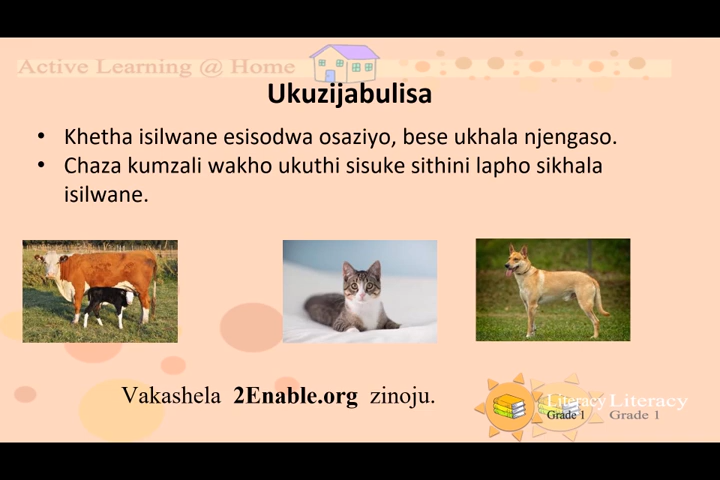 Active Learning @ Home
Ukuzijabulisa
• Khetha isilwane esisodwa osaziyo, bese ukhala njengaso.
• Chaza kumzali wakho ukuthi sisuke sithini lapho sikhala
isilwane.
Vakashela 2Enable.org zinoju.
Literacy Literacy
Grade 1 Grade 1